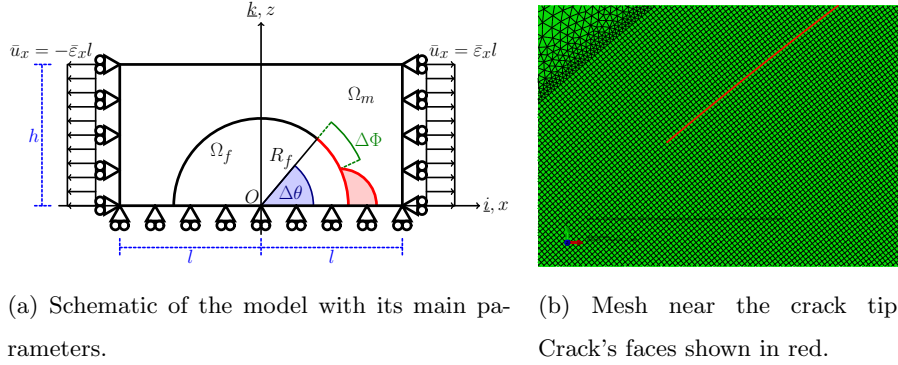 k, z
ū_x = −ε̄_x l
ū_x = ε̄_x l
Ω_m
h
Ω_f
R_f
ΔΦ
O
Δθ
i, x
l
l
(a) Schematic of the model with its main pa-
rameters.
(b) Mesh near the crack tip
Crack's faces shown in red.